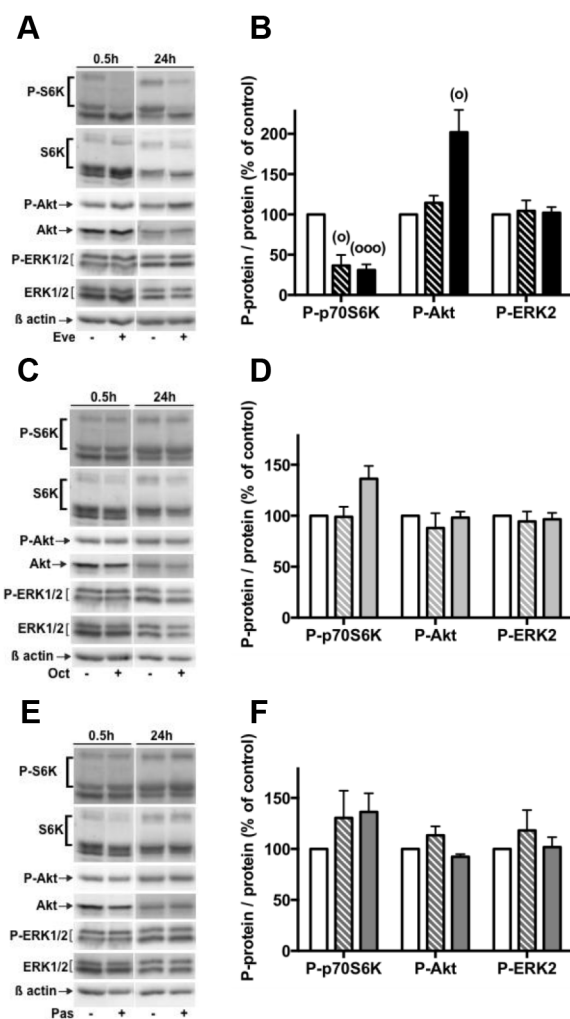 A
0.5h 24h
P-S6K
S6K
P-Akt→
Akt →
P-ERK1/2
ERK1/2
ß actin →
Eve - + - +
B
P-protein / protein (% of control)
200
150
100
50
0
(o)
(ooo)
(o)
P-p70S6K P-Akt P-ERK2
C
0.5h 24h
P-S6K
S6K
P-Akt→
Akt →
P-ERK1/2
ERK1/2
ß actin →
Oct - + - +
D
P-protein / protein (% of control)
150
100
50
0
P-p70S6K P-Akt P-ERK2
E
0.5h 24h
P-S6K
S6K
P-Akt→
Akt →
P-ERK1/2
ERK1/2
ß actin →
Pas - + - +
F
P-protein / protein (% of control)
150
100
50
0
P-p70S6K P-Akt P-ERK2